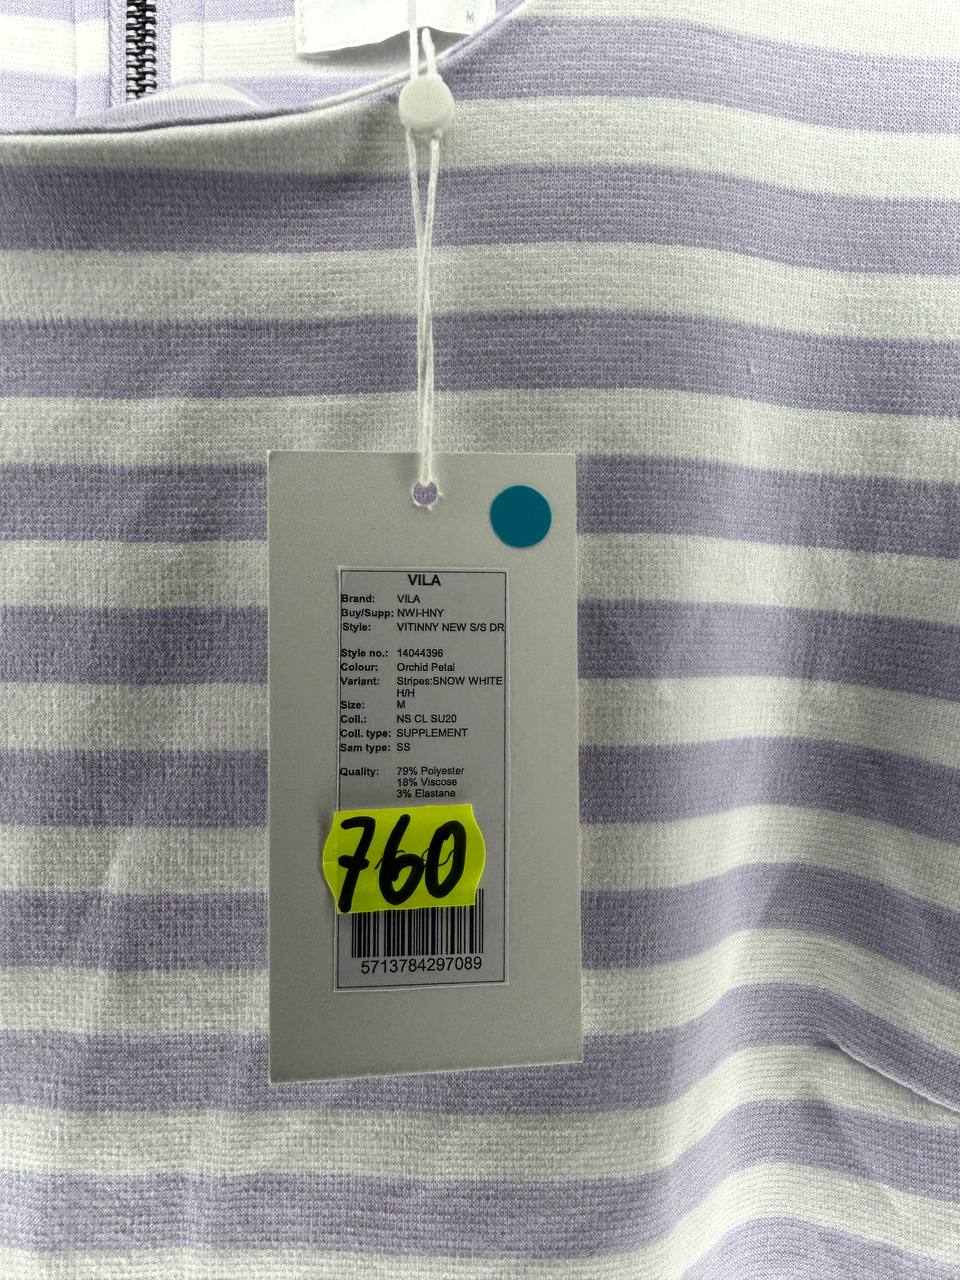 M
VILA
Brand: VILA
Buy/Supp: NWI-HNY
Style: VITINNY NEW S/S DR
Style no.: 14044396
Colour: Orchid Petal
Variant: Stripes:SNOW WHITE
H/H
Size: M
Coll.: NS CL SU20
Coll. type: SUPPLEMENT
Sam type: SS
Quality: 79% Polyester
18% Viscose
3% Elastane
760
5713784297089